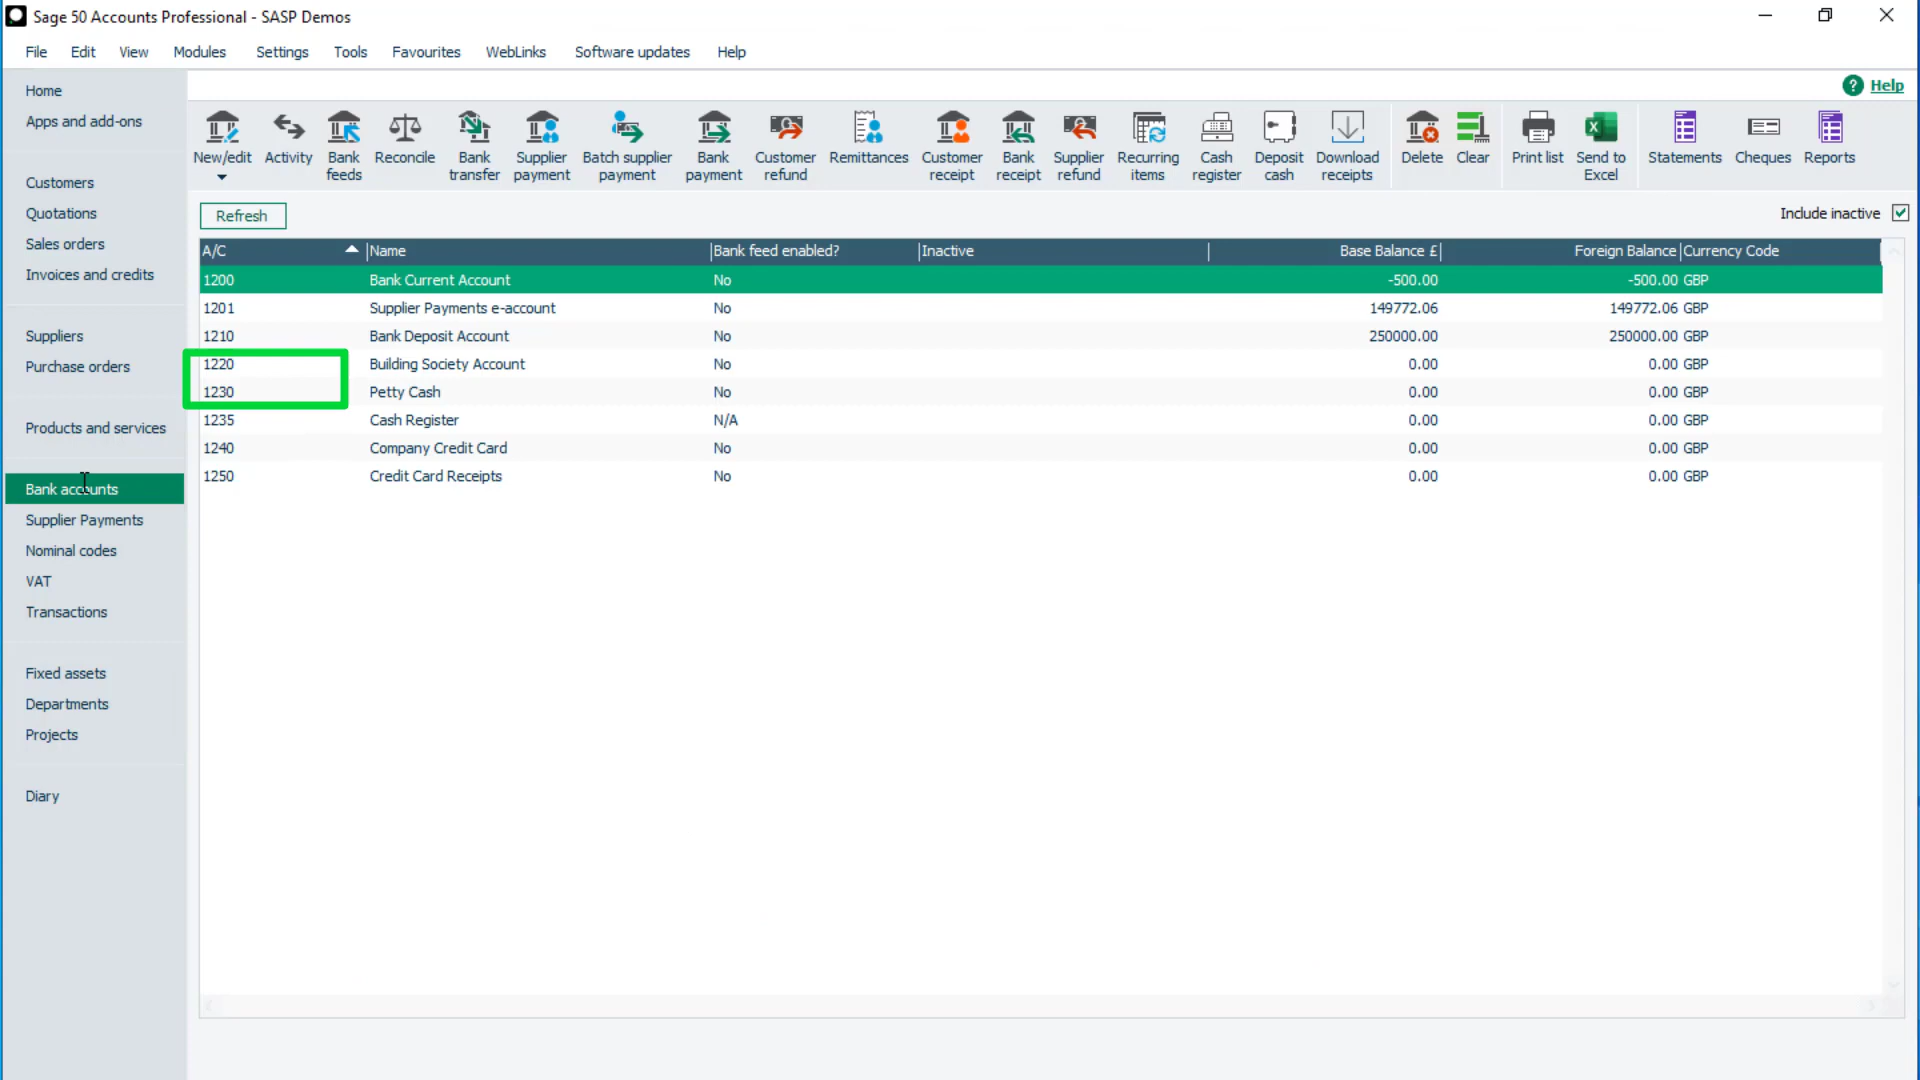 Sage 50 Accounts Professional - SASP Demos
File Edit View Modules Settings Tools Favourites WebLinks Software updates Help
? Help
Home
Apps and add-ons
Customers
Quotations
Sales orders
Invoices and credits
Suppliers
Purchase orders
Products and services
Bank accounts
Supplier Payments
Nominal codes
VAT
Transactions
Fixed assets
Departments
Projects
Diary
New/edit
Activity
Bank
feeds
Reconcile
Bank
transfer
Supplier
payment
Batch supplier
payment
Bank
payment
Customer
refund
Remittances
Customer
receipt
Bank
receipt
Supplier
refund
Recurring
items
Cash
register
Deposit
cash
Download
receipts
Delete
Clear
Print list
Send to
Excel
Statements
Cheques
Reports
Refresh
Include inactive
A/C Name Bank feed enabled? Inactive Base Balance £ Foreign Balance Currency Code
1200 Bank Current Account No -500.00 -500.00 GBP
1201 Supplier Payments e-account No 149772.06 149772.06 GBP
1210 Bank Deposit Account No 250000.00 250000.00 GBP
1220 Building Society Account No 0.00 0.00 GBP
1230 Petty Cash No 0.00 0.00 GBP
1235 Cash Register N/A 0.00 0.00 GBP
1240 Company Credit Card No 0.00 0.00 GBP
1250 Credit Card Receipts No 0.00 0.00 GBP